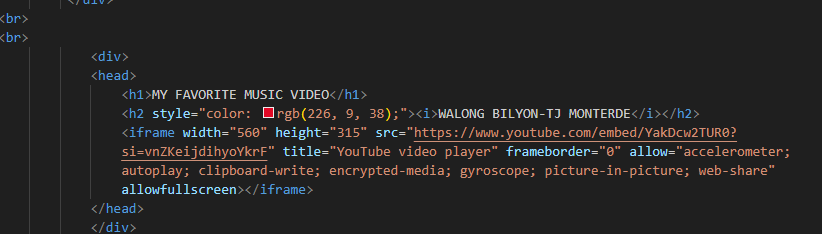 </div>
<br>
<br>
<div>
<head>
<h1>MY FAVORITE MUSIC VIDEO</h1>
<h2 style="color: rgb(226, 9, 38);"><i>WALONG BILYON-TJ MONTERDE</i></h2>
<iframe width="560" height="315" src="https://www.youtube.com/embed/YakDcw2TUR0?
si=vnZKeijdihyoYkrF" title="YouTube video player" frameborder="0" allow="accelerometer;
autoplay; clipboard-write; encrypted-media; gyroscope; picture-in-picture; web-share"
allowfullscreen></iframe>
</head>
</div>